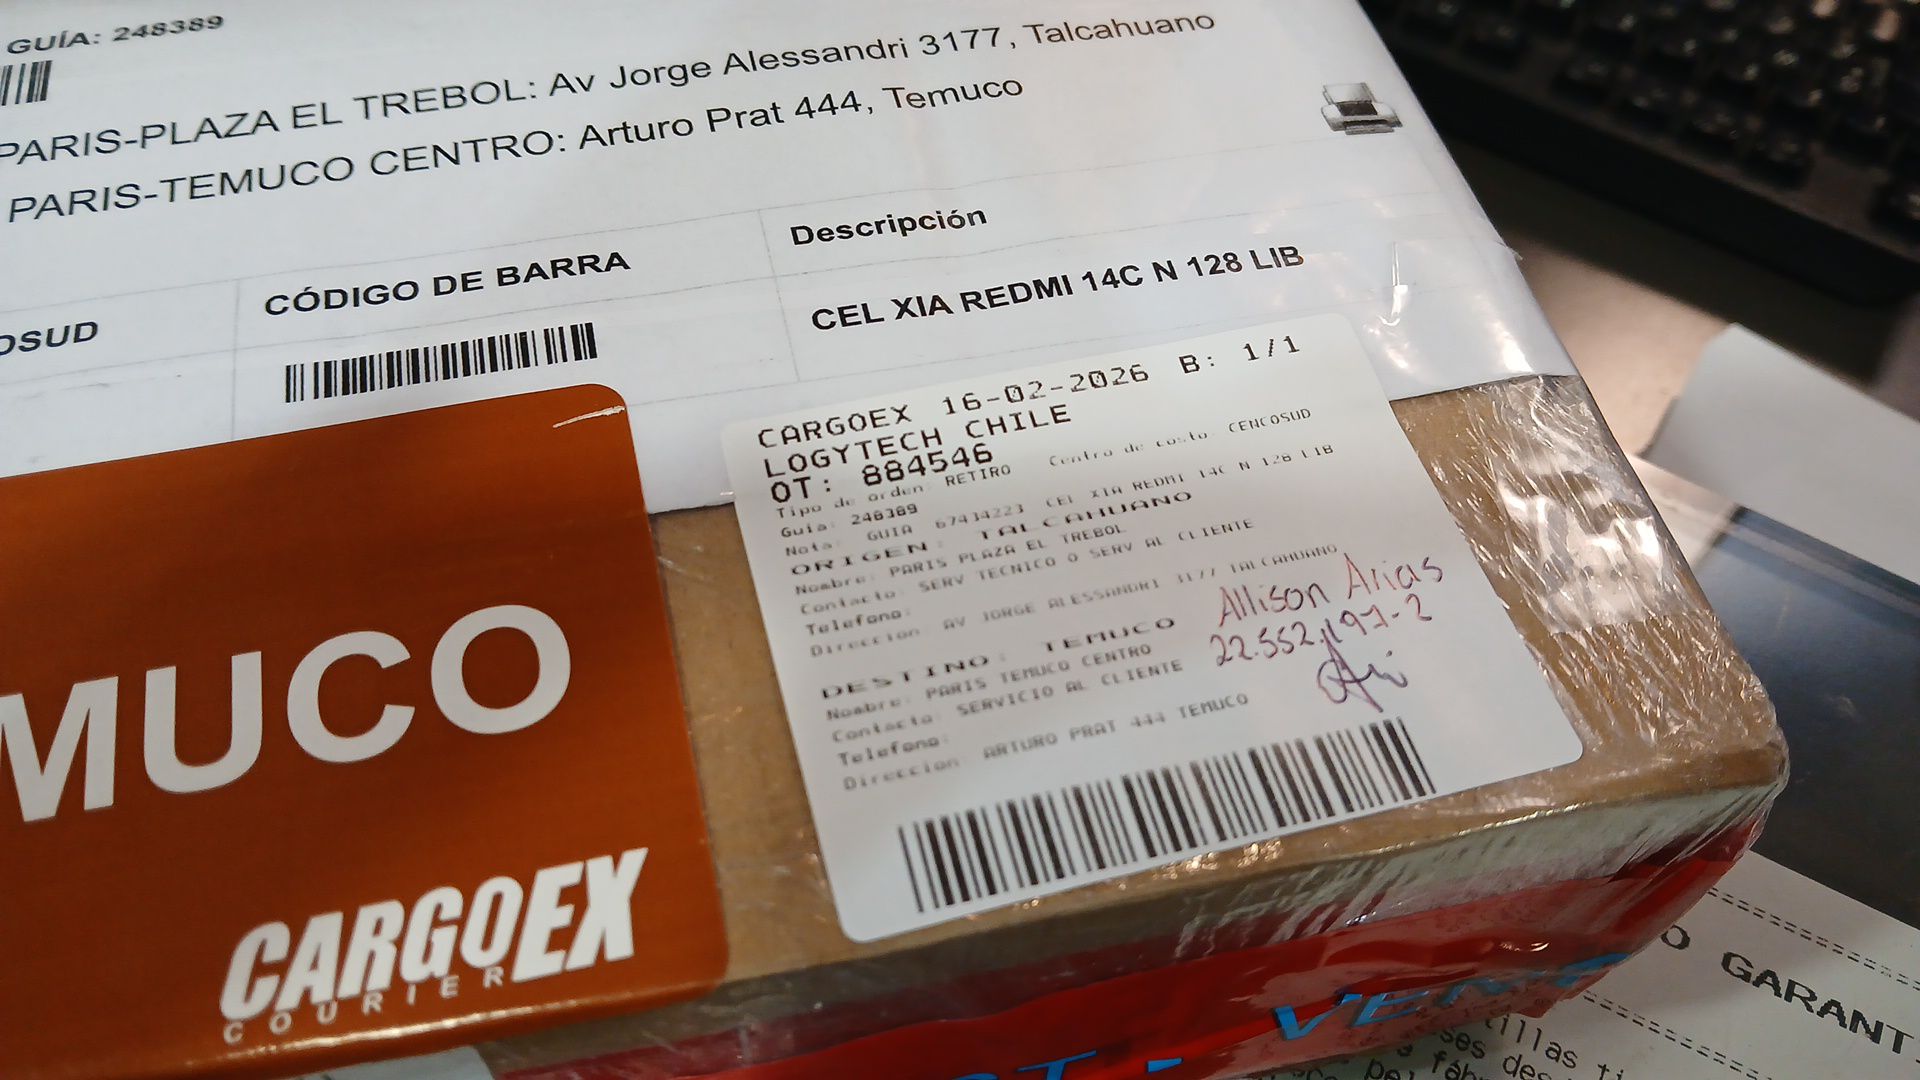 GUÍA: 248389
PARIS-PLAZA EL TREBOL: Av Jorge Alessandri 3177, Talcahuano
PARIS-TEMUCO CENTRO: Arturo Prat 444, Temuco
CÓDIGO DE BARRA
Descripción
OSUD
CEL XIA REDMI 14C N 128 LIB
MUCO
CARGOEX
COURIER
CARGOEX 16-02-2026 B: 1/1
LOGYTECH CHILE
OT: 884546
Tipo de orden: RETIRO Centro de costo: CENCOSUD
Guia: 248389
Nota: GUIA 67434223 CEL XIA REDMI 14C N 128 LIB
ORIGEN: TALCAHUANO
Nombre: PARIS PLAZA EL TREBOL
Contacto: SERV TECNICO O SERV AL CLIENTE
Telefono:
Direccion: AV JORGE ALESSANDRI 3177 TALCAHUANO
Allison Arias
22.552.197-2
DESTINO: TEMUCO
Nombre: PARIS TEMUCO CENTRO
Contacto: SERVICIO AL CLIENTE
Telefono:
Direccion: ARTURO PRAT 444 TEMUCO
O GARANT